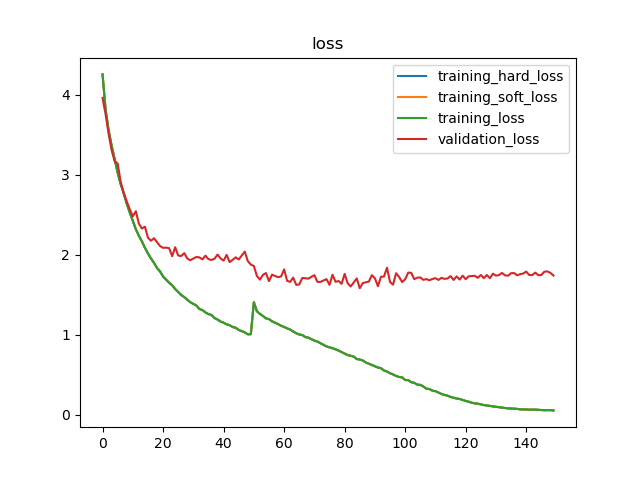 loss
training_hard_loss
training_soft_loss
training_loss
validation_loss
4
3
2
1
0
0 20 40 60 80 100 120 140